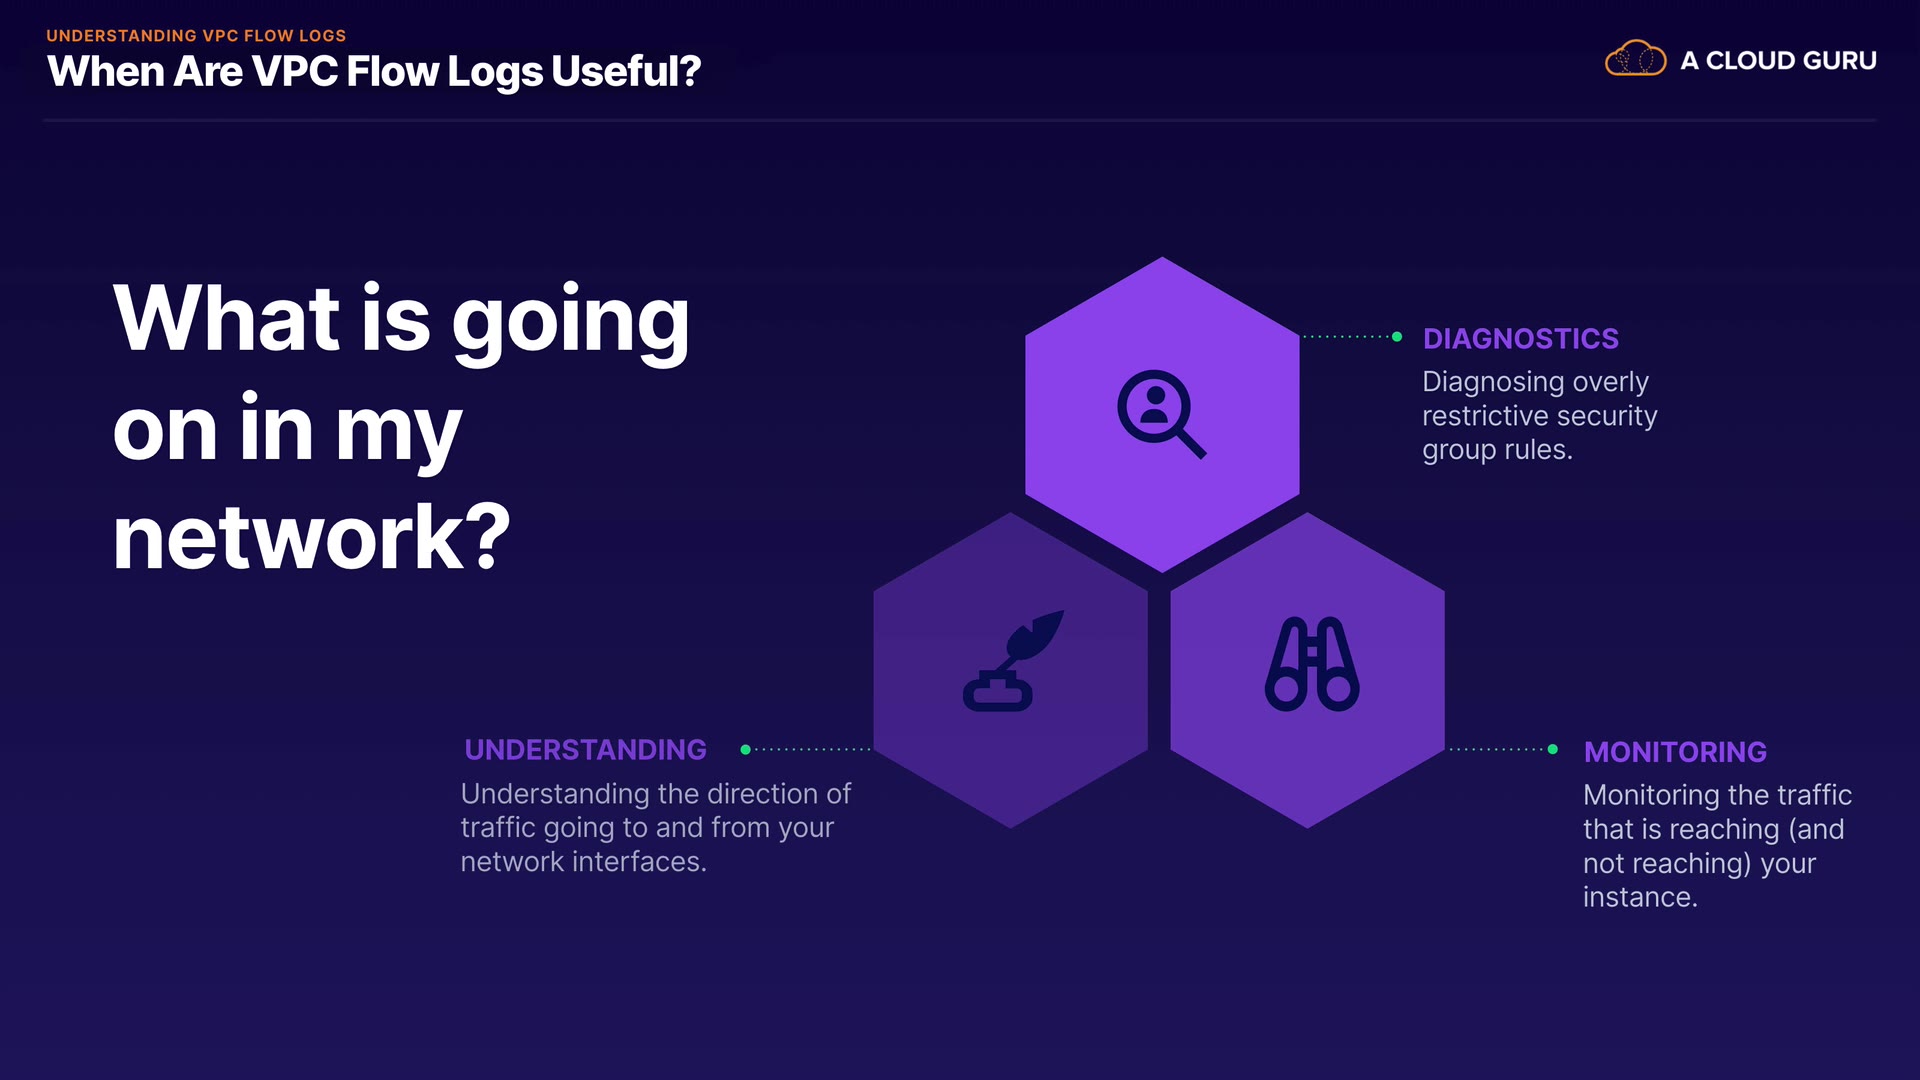 UNDERSTANDING VPC FLOW LOGS
When Are VPC Flow Logs Useful?
A CLOUD GURU
What is going
on in my
network?
DIAGNOSTICS
Diagnosing overly
restrictive security
group rules.
UNDERSTANDING
Understanding the direction of
traffic going to and from your
network interfaces.
MONITORING
Monitoring the traffic
that is reaching (and
not reaching) your
instance.